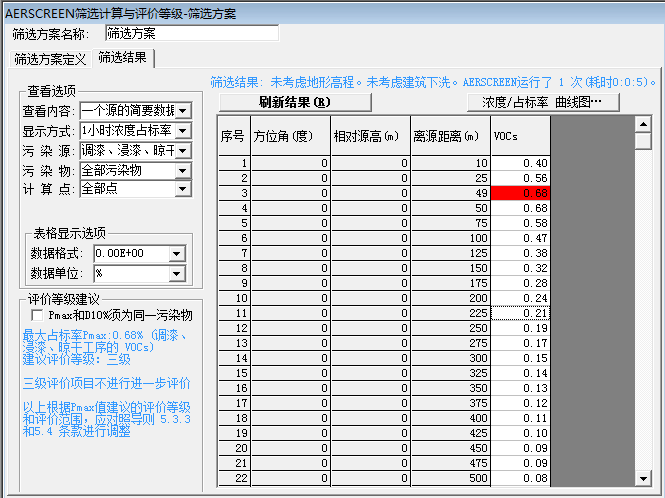 AERSCREEN筛选计算与评价等级-筛选方案
筛选方案名称: 筛选方案
筛选方案定义 筛选结果
筛选结果: 未考虑地形高程。未考虑建筑下洗。AERSCREEN运行了 1 次(耗时0:0:5)。
查看选项
查看内容: 一个源的简要数据
显示方式: 1小时浓度占标率
污 染 源: 调漆、浸漆、晾干
污 染 物: 全部污染物
计 算 点: 全部点
表格显示选项
数据格式: 0.00E+00
数据单位: %
评价等级建议
Pmax和D10%须为同一污染物
最大占标率Pmax:0.68% (调漆、
浸漆、晾干工序的 VOCs)
建议评价等级: 三级
三级评价项目不进行进一步评价
以上根据Pmax值建议的评价等级
和评价范围，应对照导则 5.3.3
和5.4 条款进行调整
刷新结果(R) 浓度/占标率 曲线图…
序号 方位角(度) 相对源高(m) 离源距离(m) VOCs
1 0 0 10 0.40
2 0 0 25 0.56
3 0 0 49 0.68
4 0 0 50 0.68
5 0 0 75 0.58
6 0 0 100 0.47
7 0 0 125 0.38
8 0 0 150 0.32
9 0 0 175 0.28
10 0 0 200 0.24
11 0 0 225 0.21
12 0 0 250 0.19
13 0 0 275 0.17
14 0 0 300 0.15
15 0 0 325 0.14
16 0 0 350 0.13
17 0 0 375 0.12
18 0 0 400 0.11
19 0 0 425 0.10
20 0 0 450 0.09
21 0 0 475 0.09
22 0 0 500 0.08